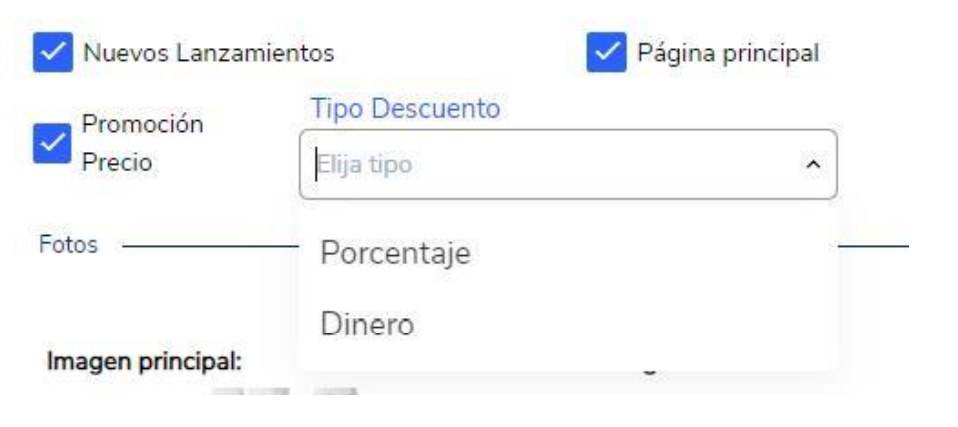 Nuevos Lanzamientos
Página principal
Tipo Descuento
Promoción
Precio
Elija tipo
Fotos
Porcentaje
Dinero
Imagen principal: